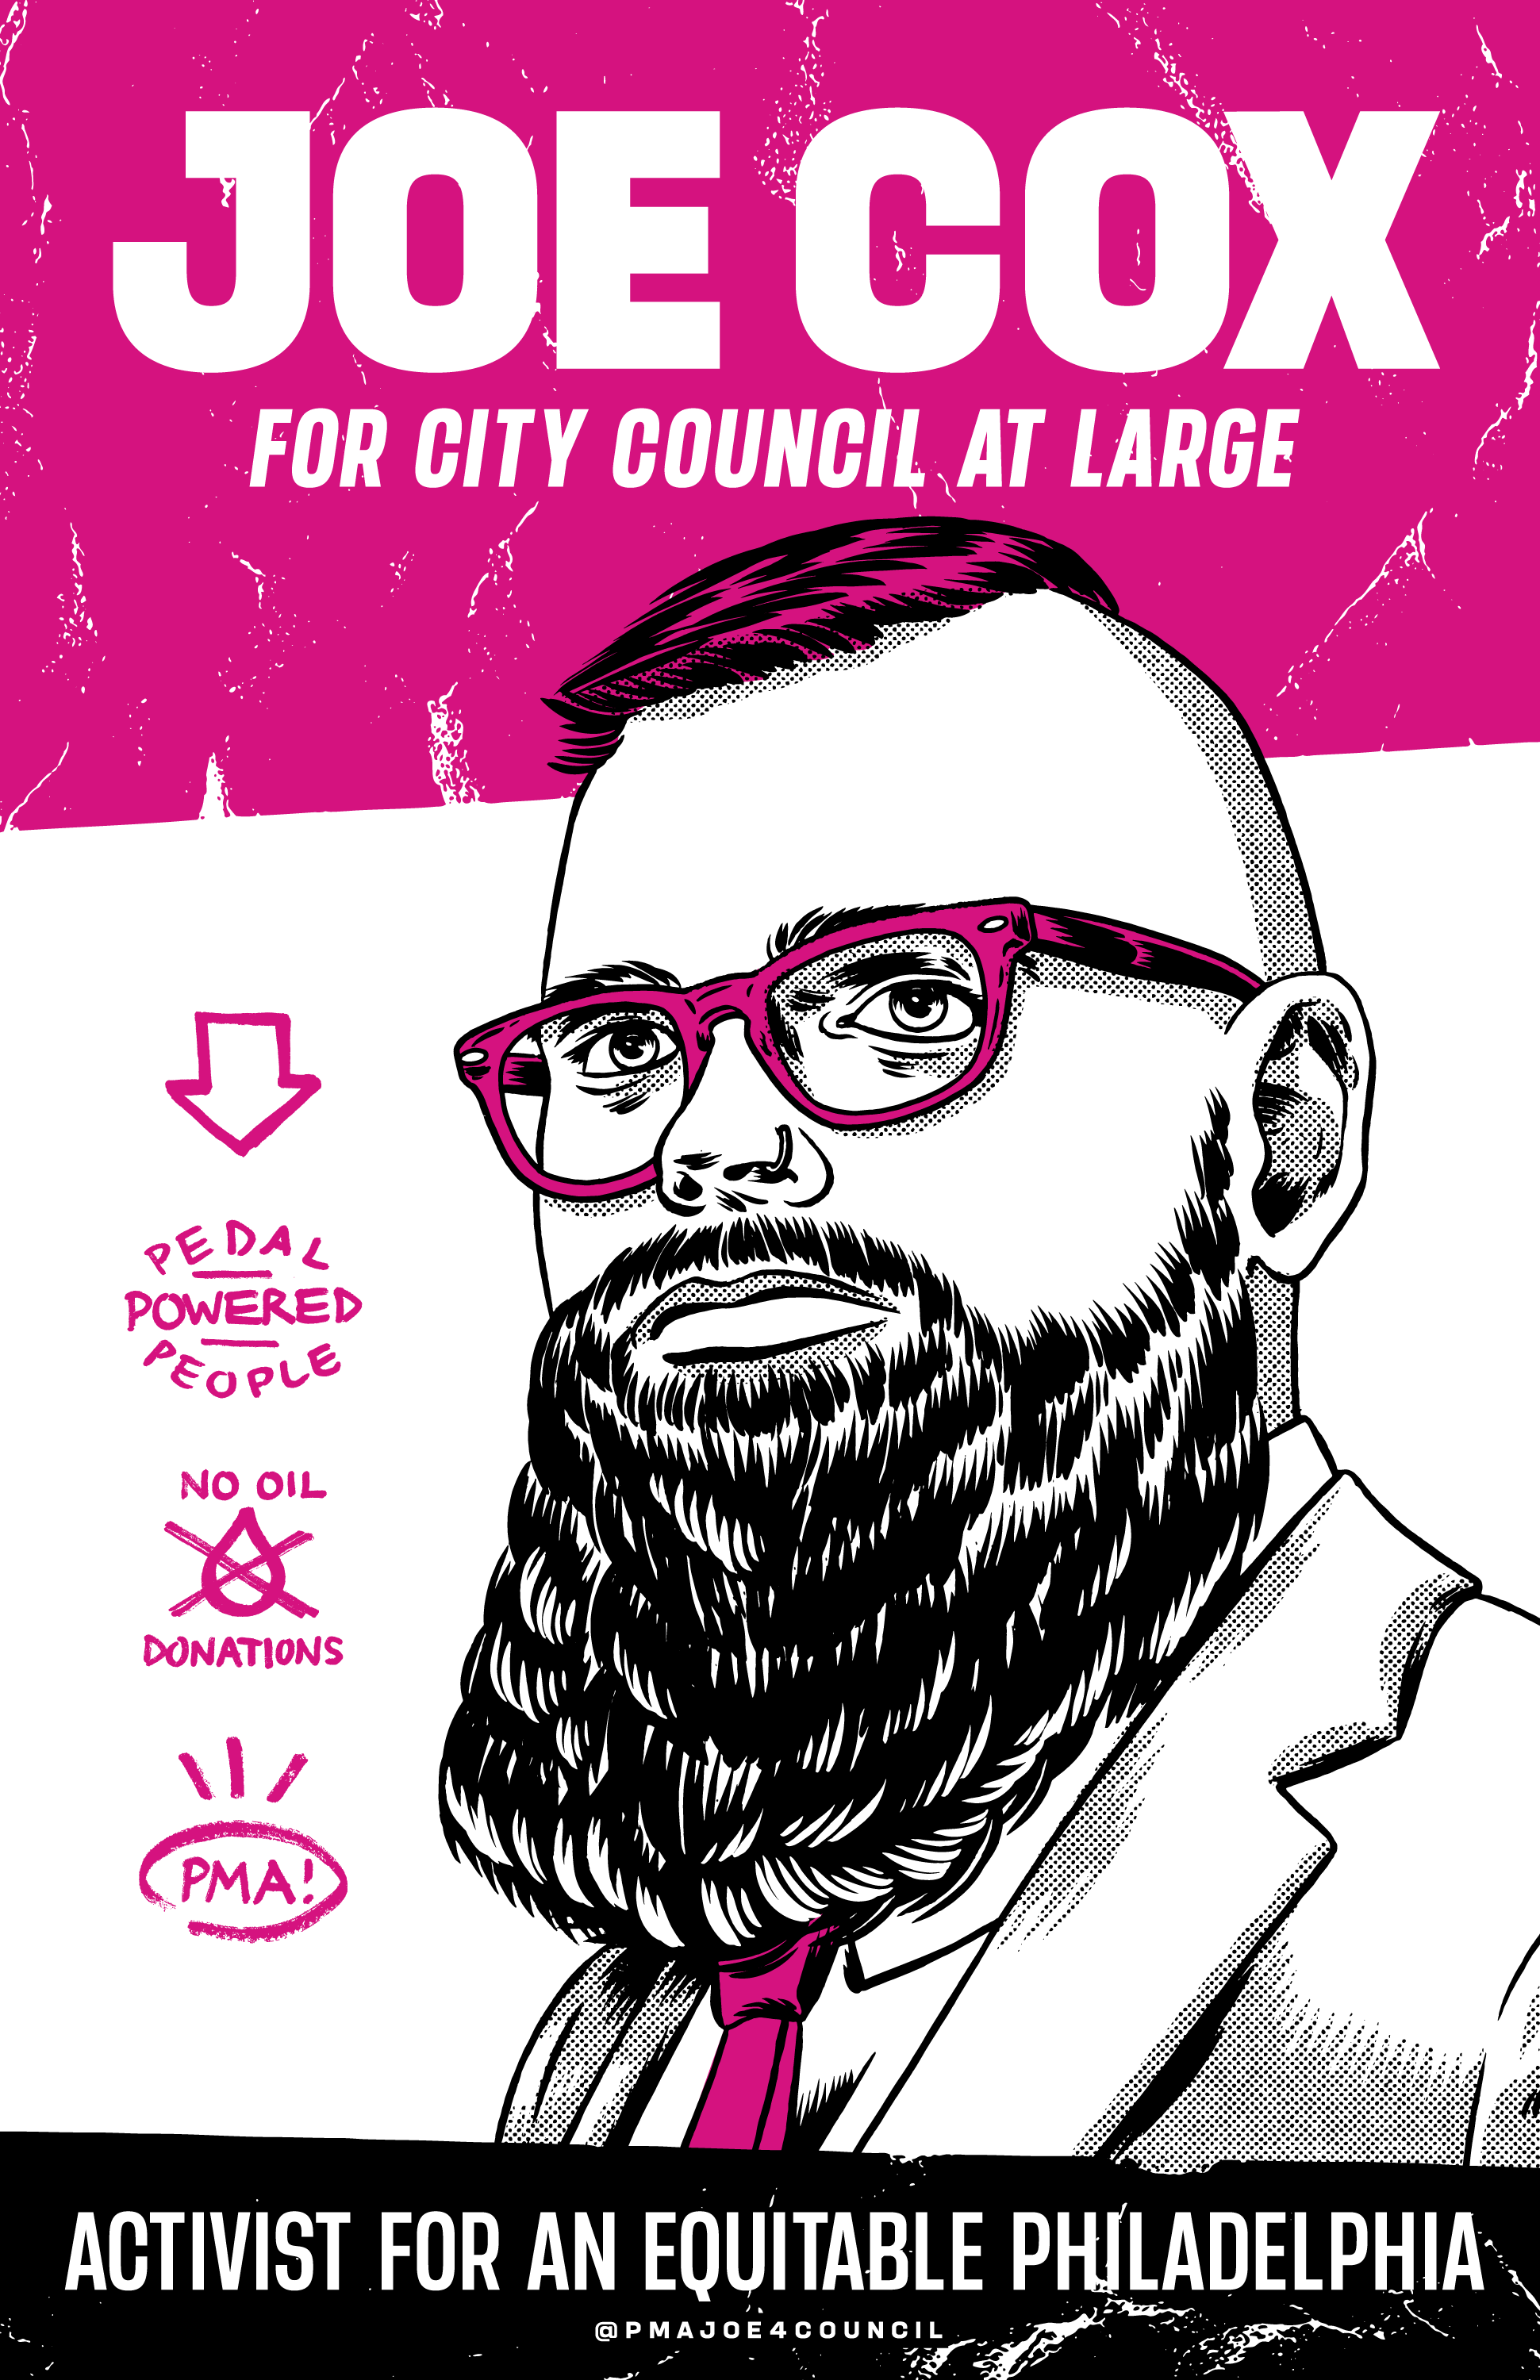 JOE COX
FOR CITY COUNCIL AT LARGE
PEDAL
POWERED
PEOPLE
NO OIL
DONATIONS
PMA!
ACTIVIST FOR AN EQUITABLE PHILADELPHIA
@PMAJOE4COUNCIL